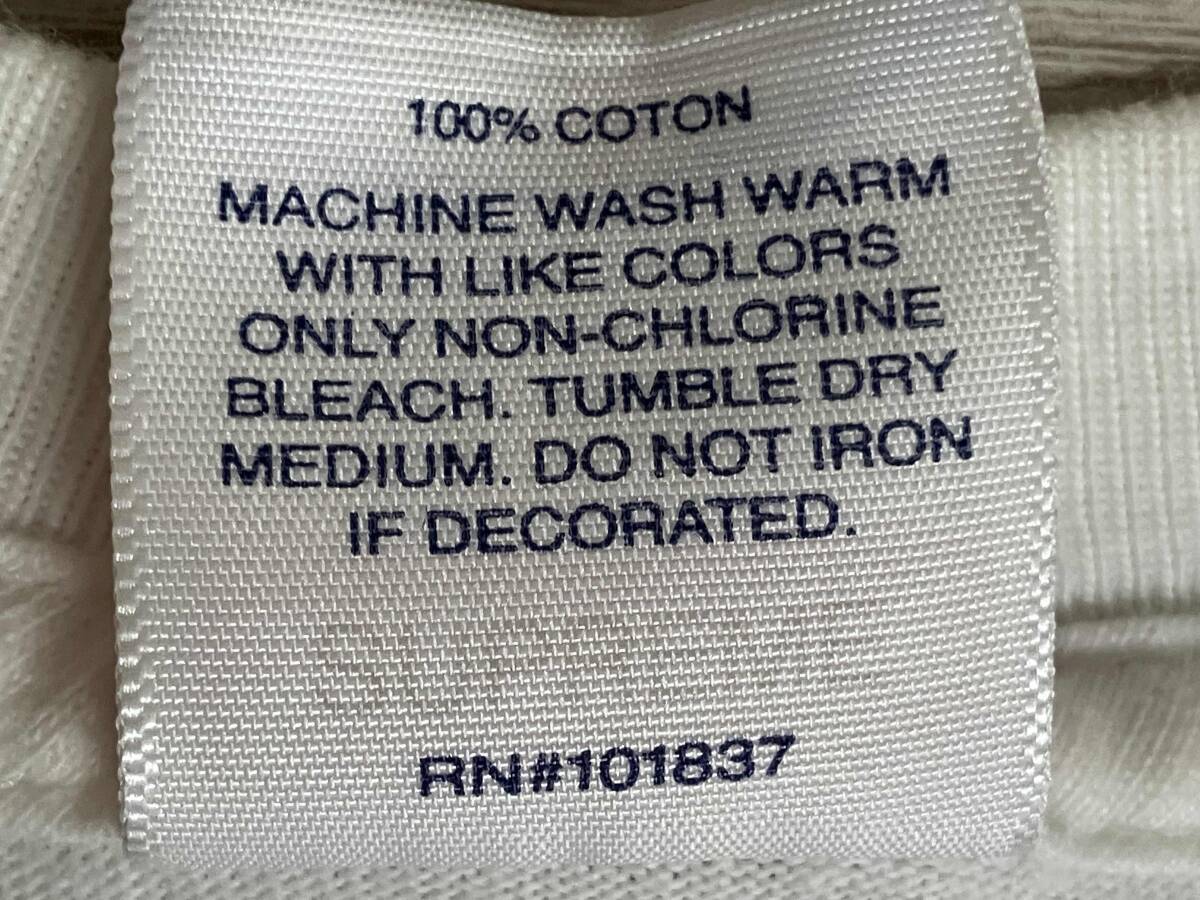 100% COTON
MACHINE WASH WARM
WITH LIKE COLORS
ONLY NON-CHLORINE
BLEACH. TUMBLE DRY
MEDIUM. DO NOT IRON
IF DECORATED.
RN#101837